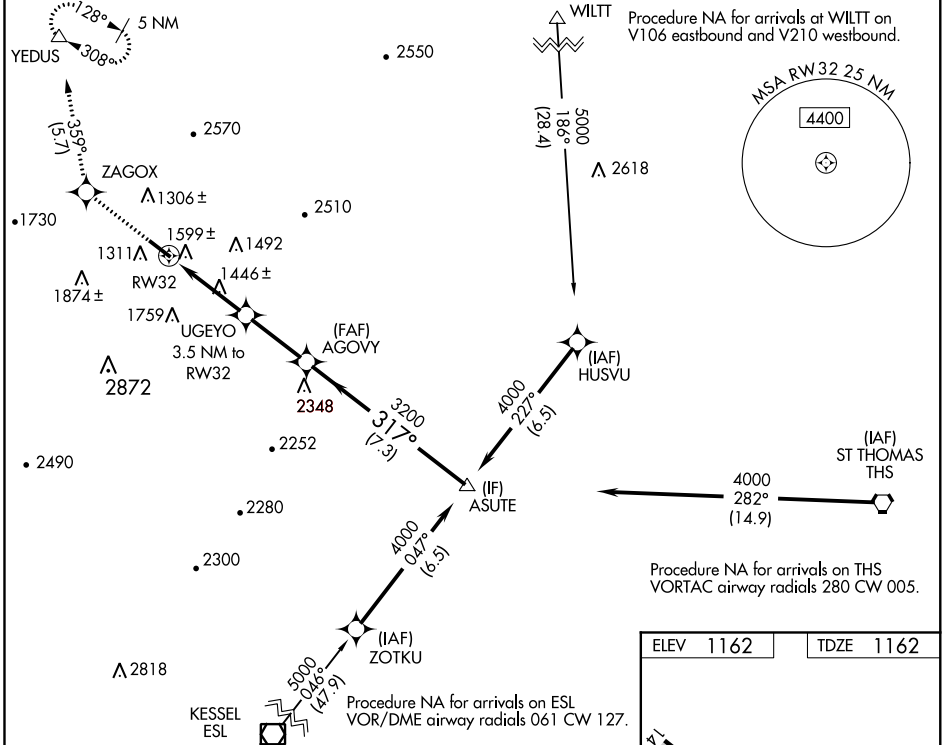 128°
5 NM
YEDUS
308°
359°
(5.7)
ZAGOX
WILTT
Procedure NA for arrivals at WILTT on
V106 eastbound and V210 westbound.
MSA RW32 25 NM
4400
5000
186°
(28.4)
2550
2570
2618
2510
1306 ±
1730
1599 ±
1311
1492
RW32
1446 ±
1874 ±
1759
UGEYO
3.5 NM to
RW32
(FAF)
AGOVY
2872
2348
(IAF)
HUSVU
4000
227°
(6.5)
3200
317°
(7.3)
2252
2490
2280
2300
(IF)
ASUTE
(IAF)
ST THOMAS
THS
4000
282°
(14.9)
4000
047°
(6.5)
Procedure NA for arrivals on THS
VORTAC airway radials 280 CW 005.
(IAF)
ZOTKU
2818
5000
046°
(47.9)
KESSEL
ESL
Procedure NA for arrivals on ESL
VOR/DME airway radials 061 CW 127.
ELEV 1162
TDZE 1162
14